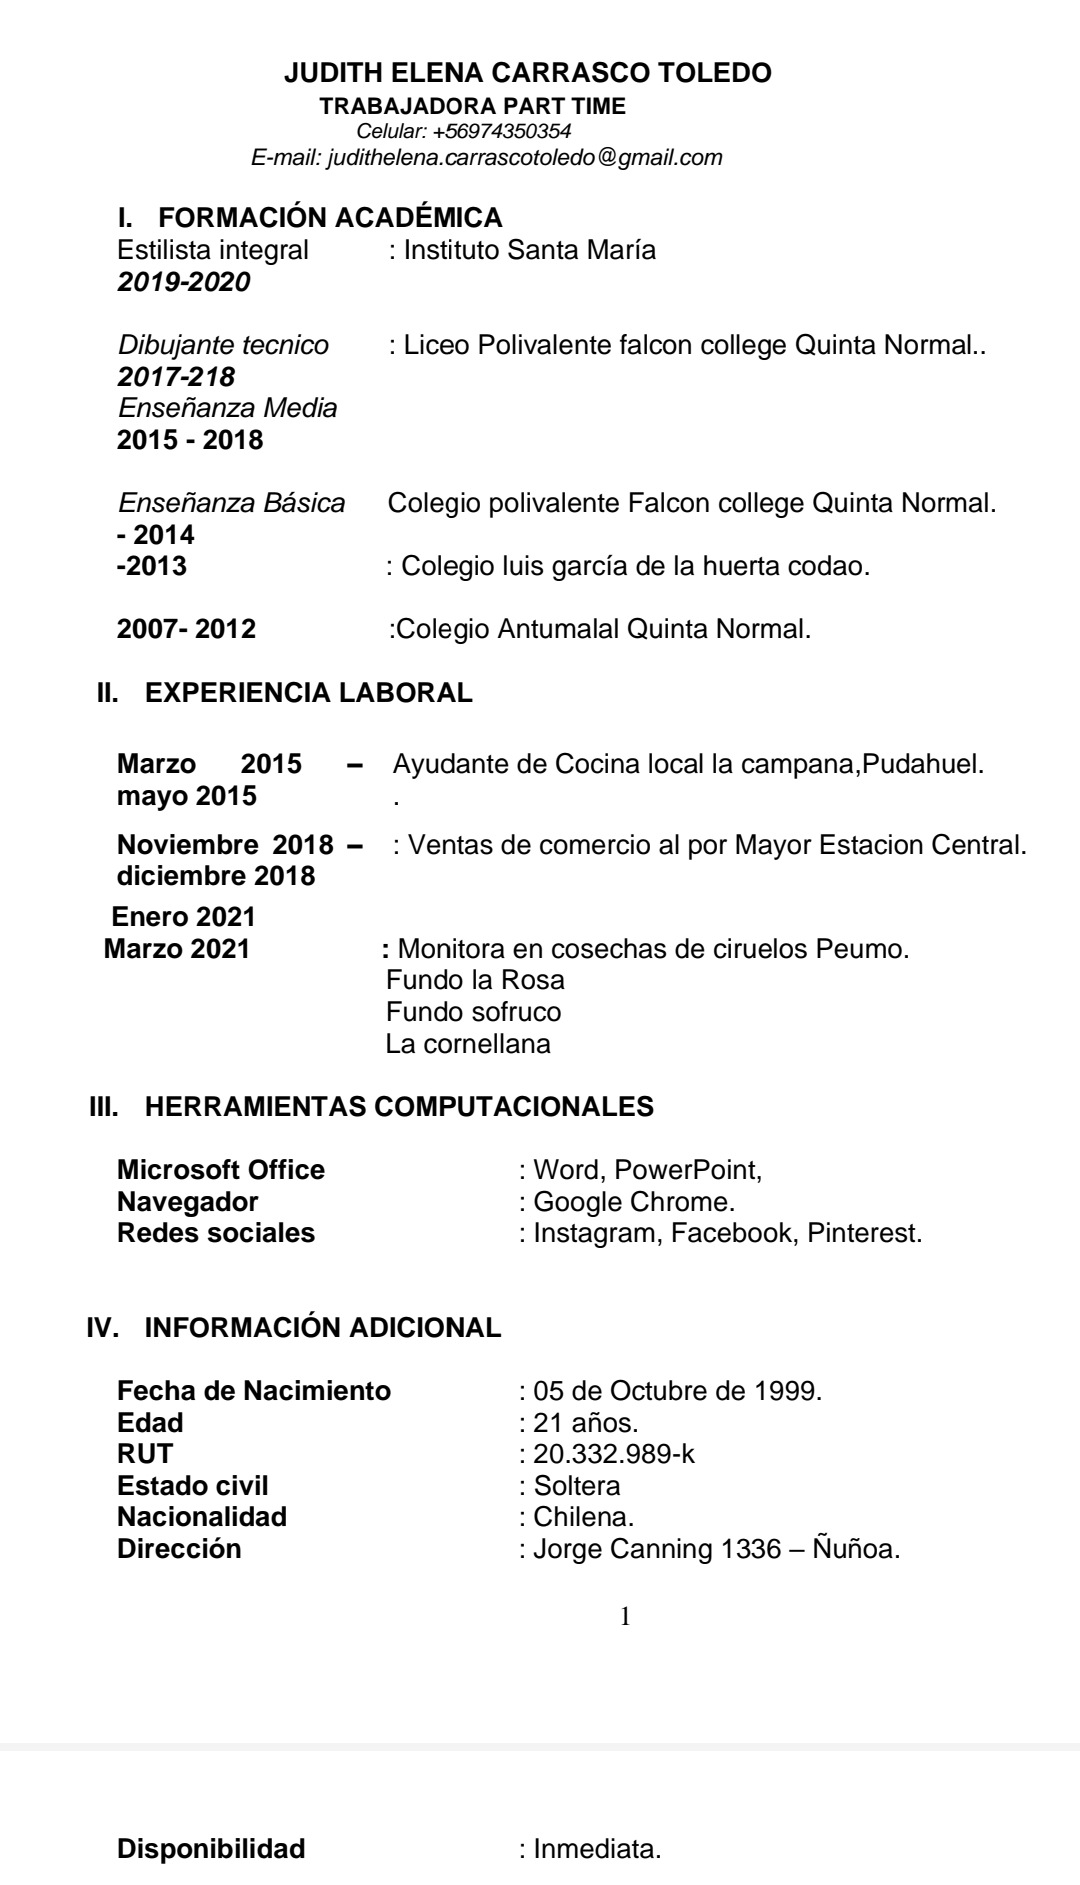 JUDITH ELENA CARRASCO TOLEDO
TRABAJADORA PART TIME
Celular: +56974350354
E-mail: judithelena.carrascotoledo@gmail.com
I. FORMACIÓN ACADÉMICA
Estilista integral : Instituto Santa María
2019-2020
Dibujante tecnico : Liceo Polivalente falcon college Quinta Normal..
2017-218
Enseñanza Media
2015 - 2018
Enseñanza Básica Colegio polivalente Falcon college Quinta Normal.
- 2014
-2013 : Colegio luis garcía de la huerta codao.
2007- 2012 :Colegio Antumalal Quinta Normal.
II. EXPERIENCIA LABORAL
Marzo 2015 – Ayudante de Cocina local la campana,Pudahuel.
mayo 2015 .
Noviembre 2018 – : Ventas de comercio al por Mayor Estacion Central.
diciembre 2018
Enero 2021
Marzo 2021 : Monitora en cosechas de ciruelos Peumo.
Fundo la Rosa
Fundo sofruco
La cornellana
III. HERRAMIENTAS COMPUTACIONALES
Microsoft Office : Word, PowerPoint,
Navegador : Google Chrome.
Redes sociales : Instagram, Facebook, Pinterest.
IV. INFORMACIÓN ADICIONAL
Fecha de Nacimiento : 05 de Octubre de 1999.
Edad : 21 años.
RUT : 20.332.989-k
Estado civil : Soltera
Nacionalidad : Chilena.
Dirección : Jorge Canning 1336 – Ñuñoa.
1
Disponibilidad : Inmediata.